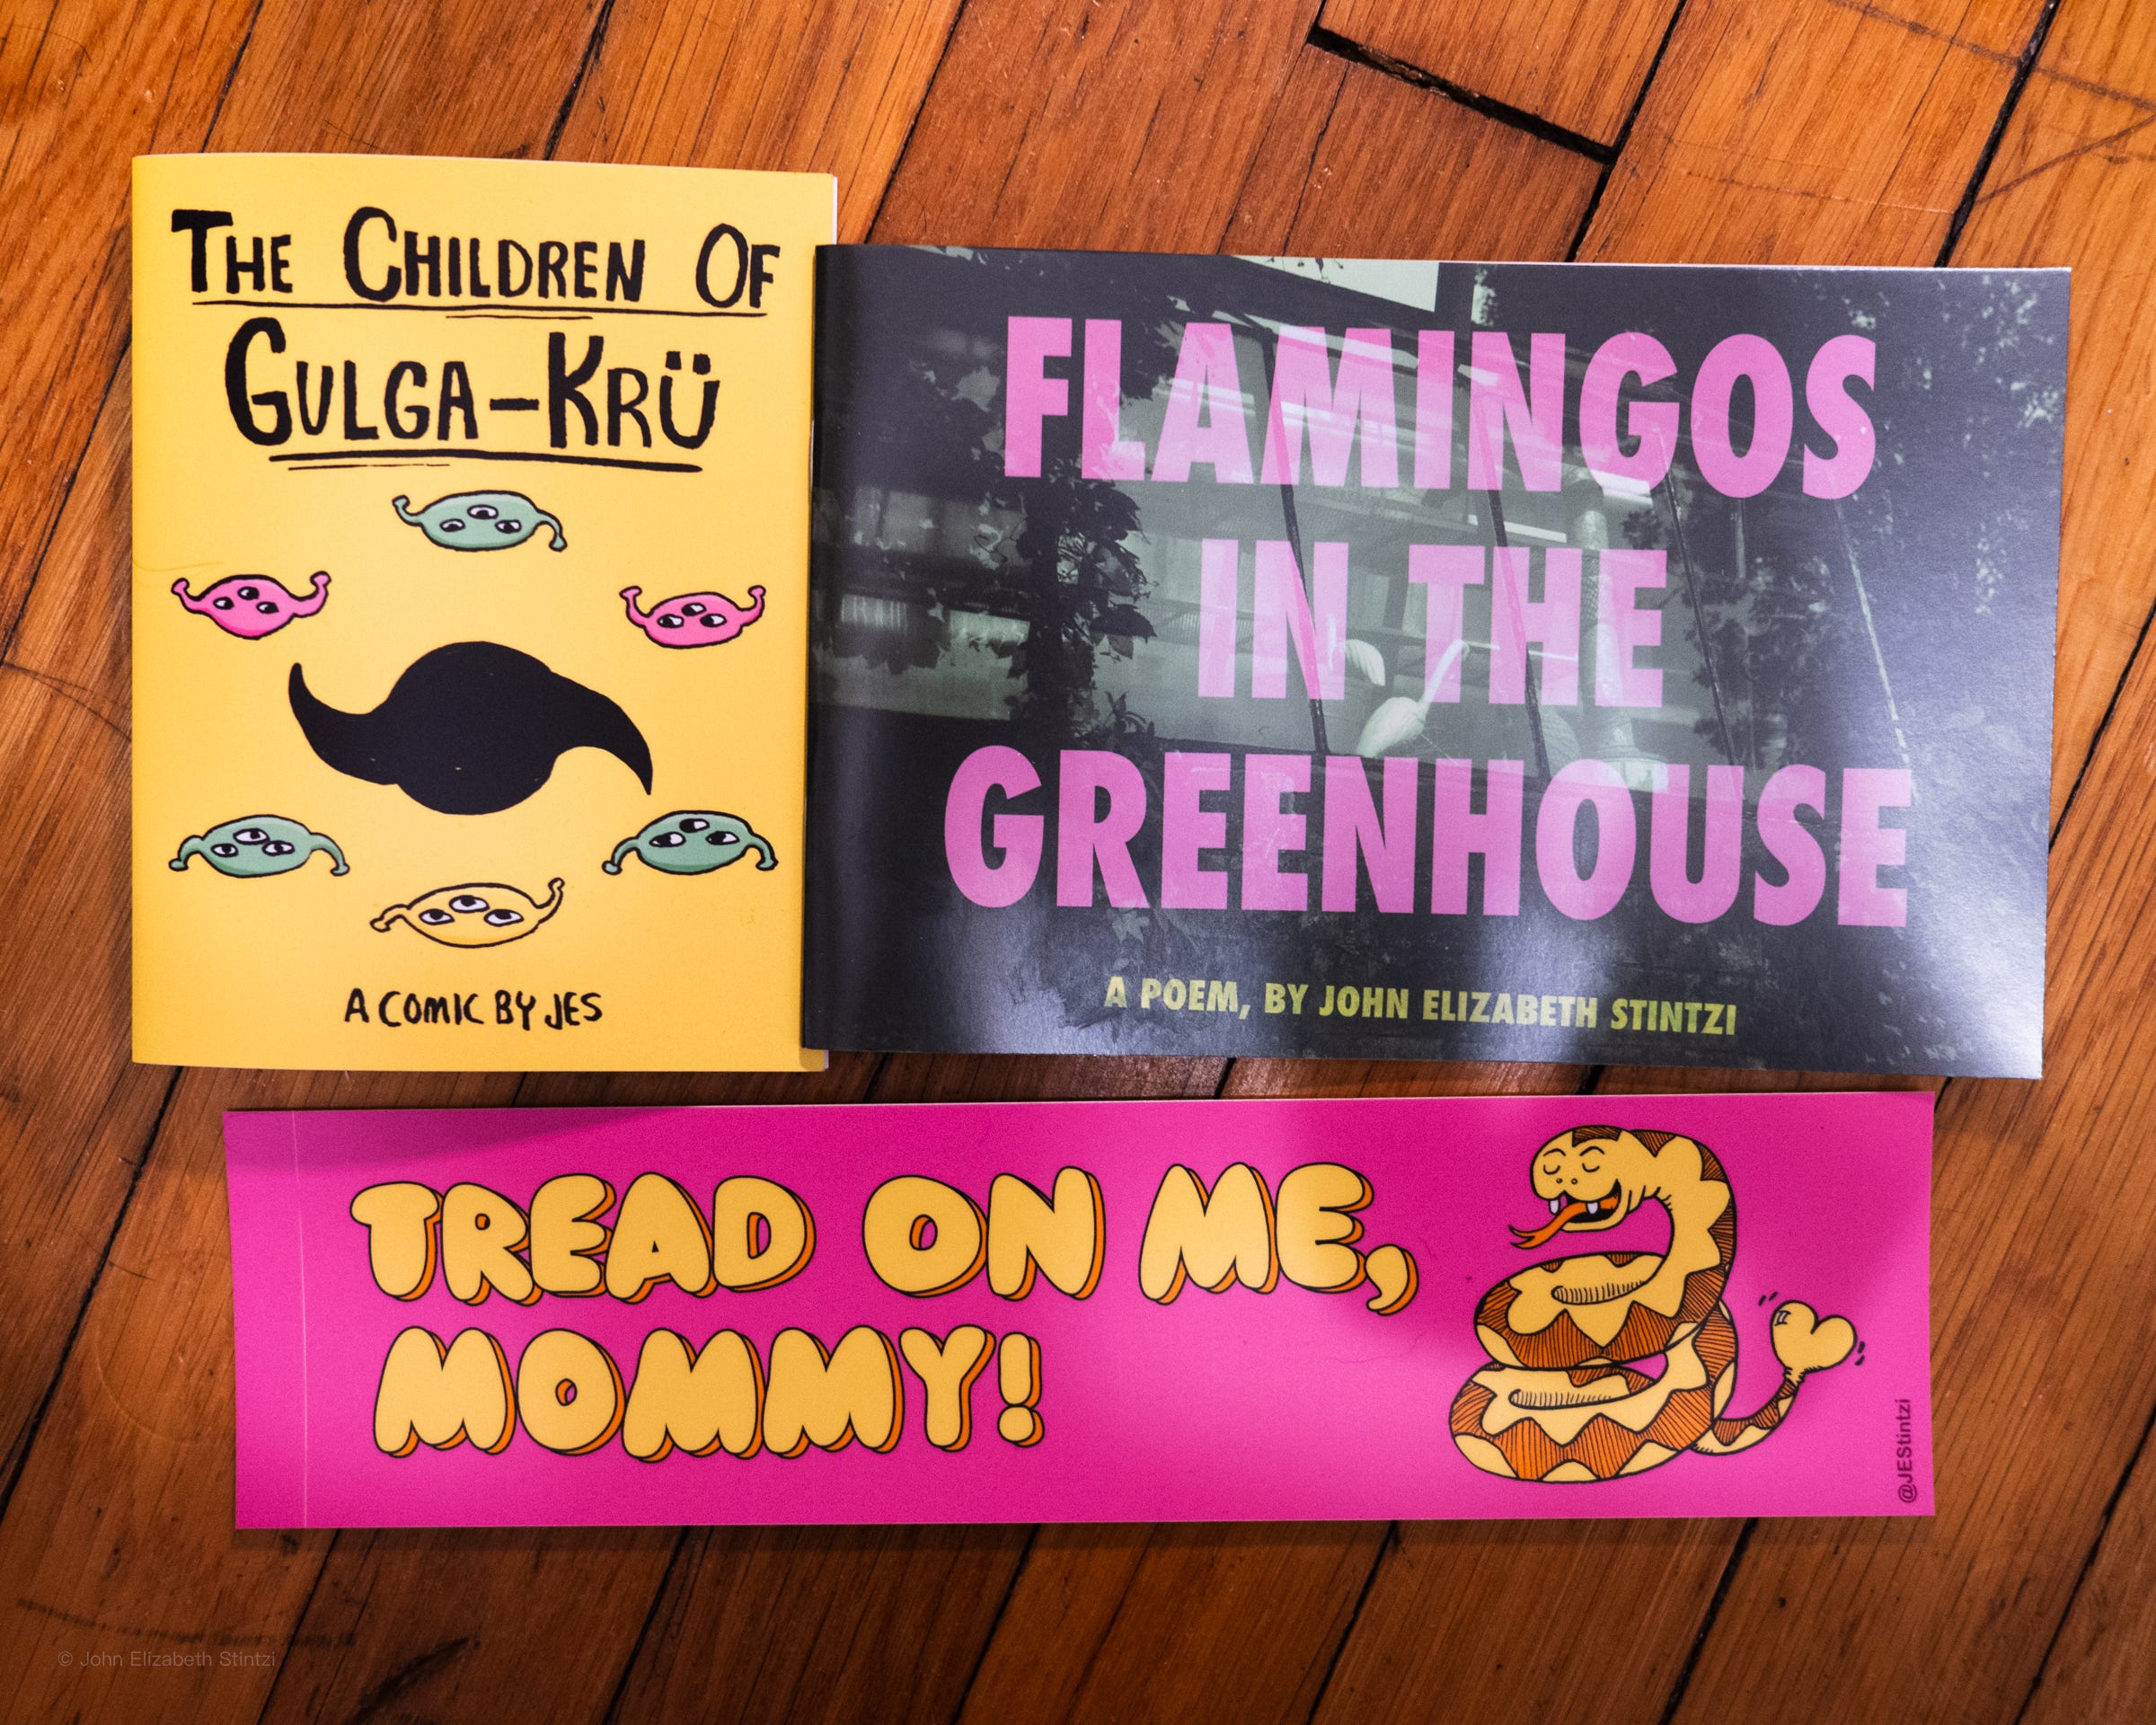 THE CHILDREN OF
GULGA-KRÜ
A COMIC BY JES
FLAMINGOS
IN THE
GREENHOUSE
A POEM, BY JOHN ELIZABETH STINTZI
TREAD ON ME,
MOMMY!
@JEStintzi
© John Elizabeth Stintzi